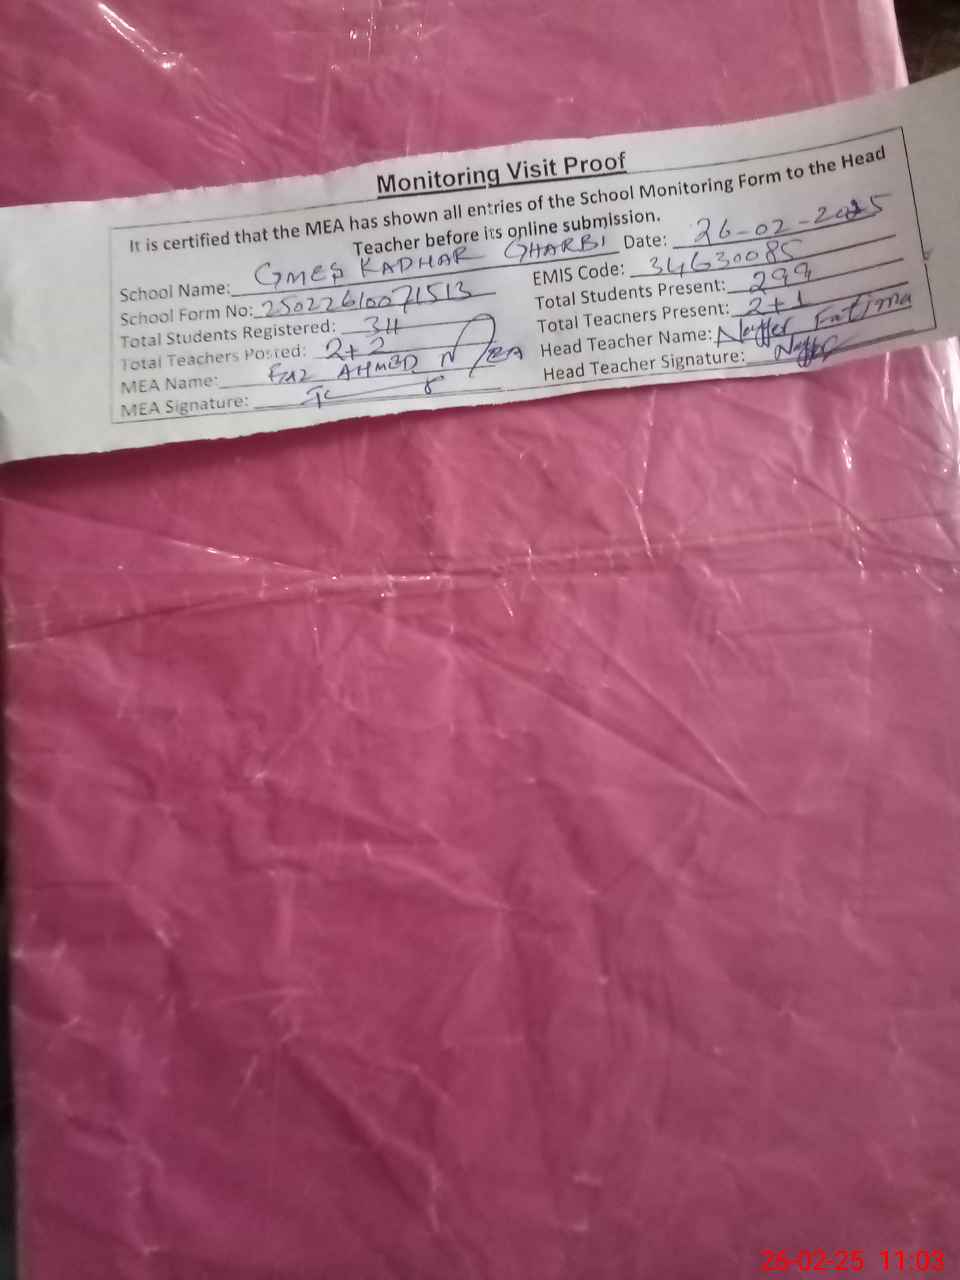 Monitoring Visit Proof
It is certified that the MEA has shown all entries of the School Monitoring Form to the Head
Teacher before its online submission.
School Name: GMES KADHAR GHARBI Date: 26-02-2025
School Form No: 25022610071513 EMIS Code: 34630085
Total Students Registered: Total Students Present: 299
Total Teachers Posted: 2+2 Total Teachers Present: 2+1
MEA Name: AHMED Head Teacher Name: Fatima
MEA Signature: Head Teacher Signature:
26-02-25 11:03